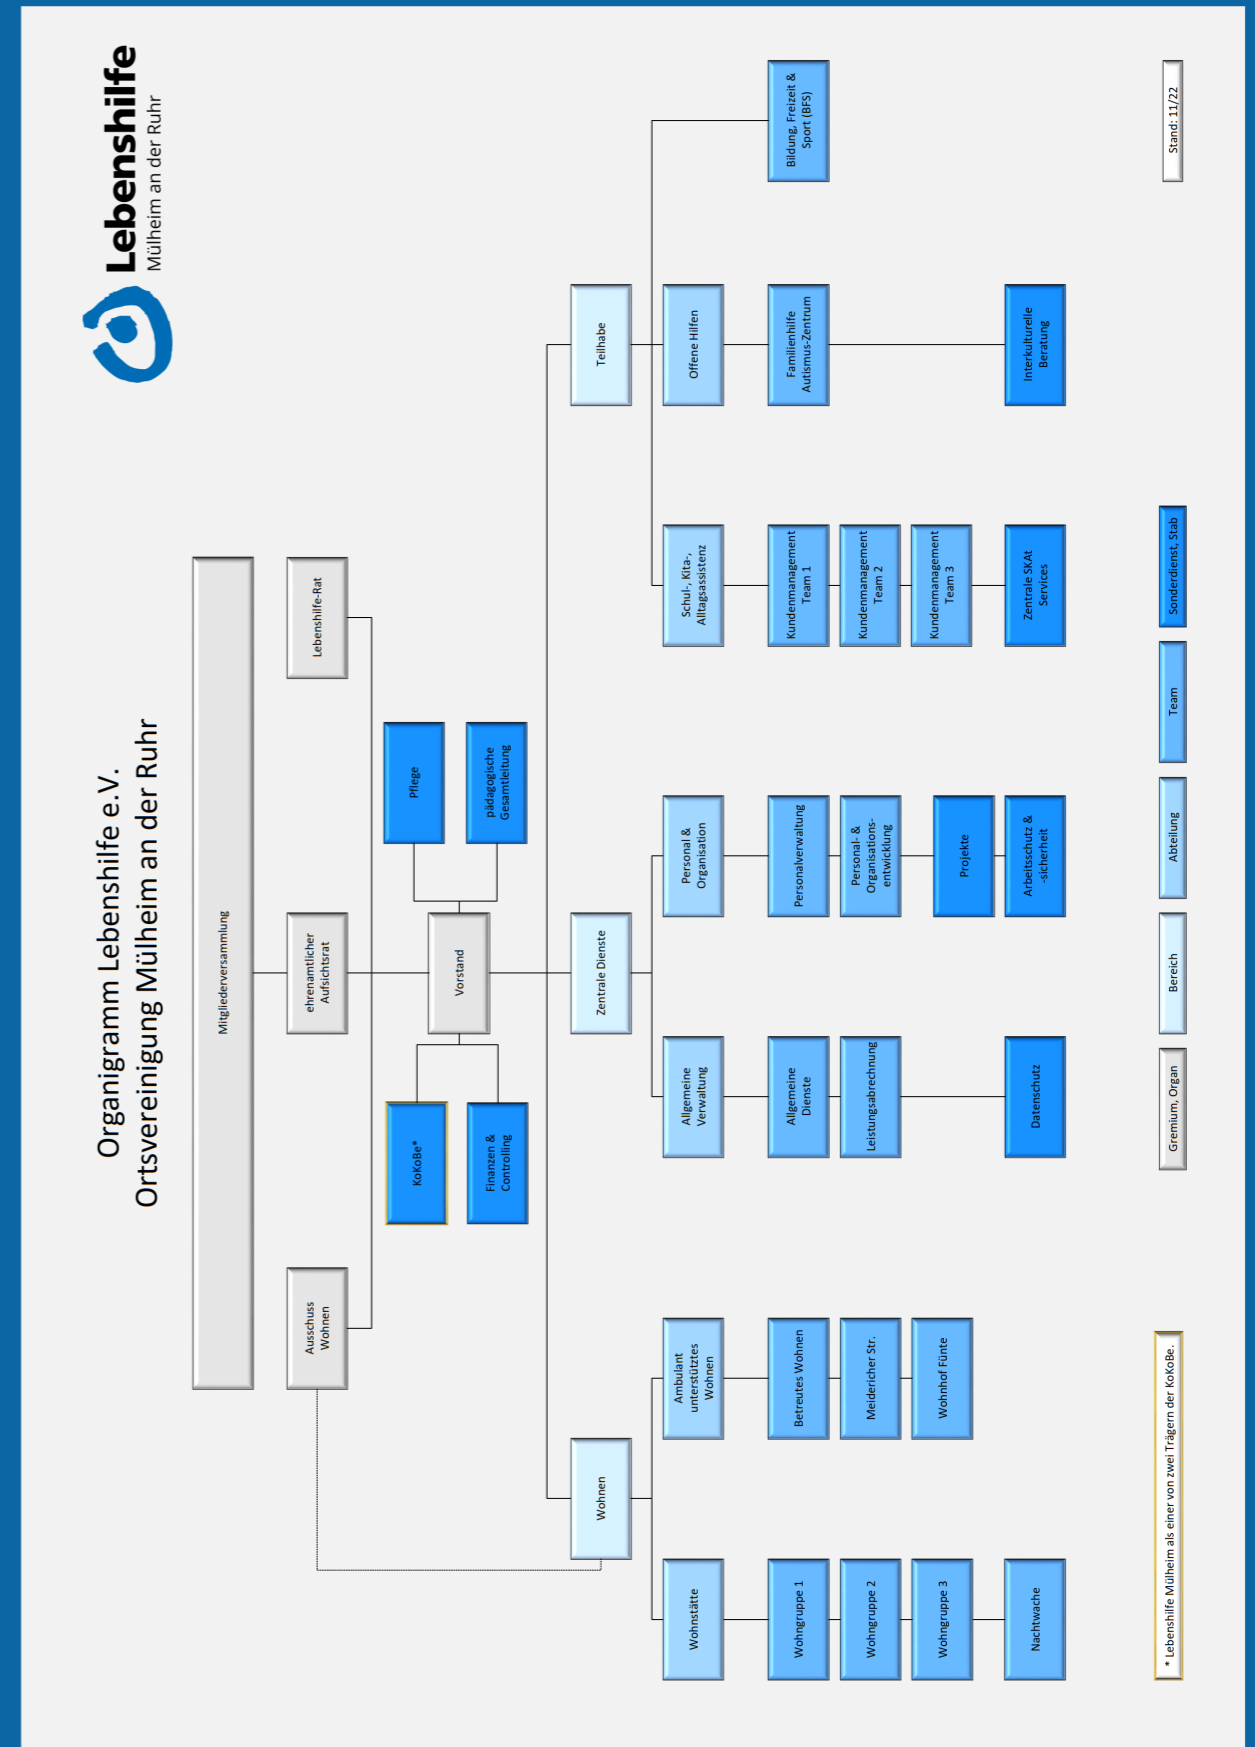 Organigramm Lebenshilfe e.V.
Ortsvereinigung Mülheim an der Ruhr
Lebenshilfe
Mülheim an der Ruhr
Mitgliederversammlung
Ausschuss
Wohnen
ehrenamtlicher
Aufsichtsrat
Lebenshilfe-Rat
KoKoBe*
Finanzen &
Controlling
Vorstand
Pflege
pädagogische
Gesamtleitung
Wohnen
Zentrale Dienste
Teilhabe
Wohnstätte
Wohngruppe 1
Wohngruppe 2
Wohngruppe 3
Nachtwache
Ambulant
unterstütztes
Wohnen
Betreutes Wohnen
Meidericher Str.
Wohnhof Fünte
Allgemeine
Verwaltung
Allgemeine
Dienste
Leistungsabrechnung
Datenschutz
Personal &
Organisation
Personalverwaltung
Personal- &
Organisations-
entwicklung
Projekte
Arbeitsschutz &
-sicherheit
Schul-, Kita-,
Alltagsassistenz
Kundenmanagement
Team 1
Kundenmanagement
Team 2
Kundenmanagement
Team 3
Zentrale SKAt
Services
Offene Hilfen
Familienhilfe
Autismus-Zentrum
Interkulturelle
Beratung
Bildung, Freizeit &
Sport (BFS)
* Lebenshilfe Mülheim als einer von zwei Trägern der KoKoBe.
Gremium, Organ
Bereich
Abteilung
Team
Sonderdienst, Stab
Stand: 11/22